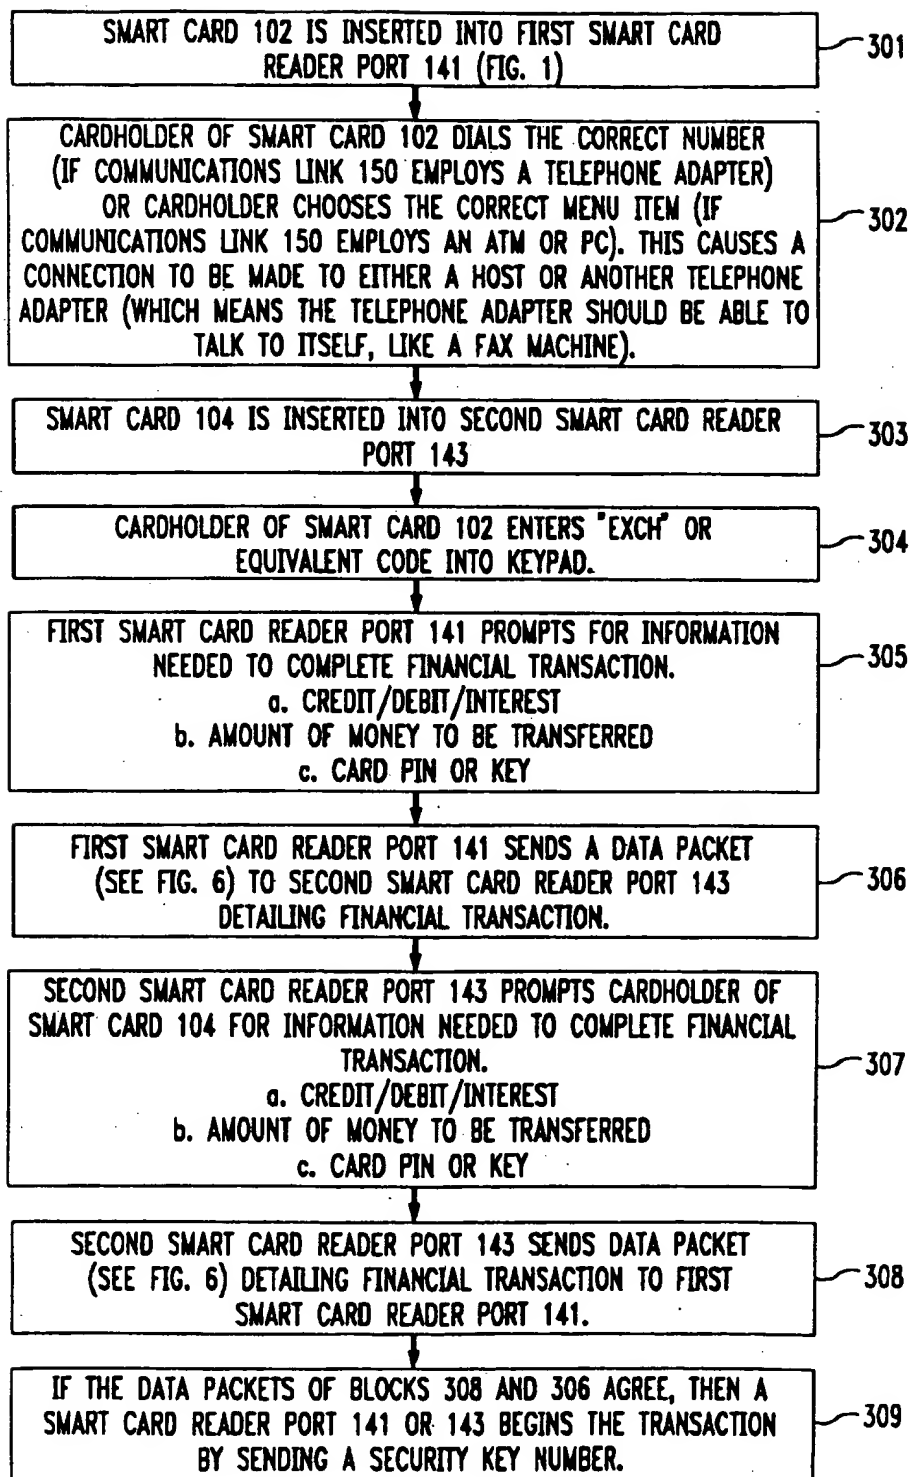 SMART CARD 102 IS INSERTED INTO FIRST SMART CARD
READER PORT 141 (FIG. 1)
301
CARDHOLDER OF SMART CARD 102 DIALS THE CORRECT NUMBER
(IF COMMUNICATIONS LINK 150 EMPLOYS A TELEPHONE ADAPTER)
OR CARDHOLDER CHOOSES THE CORRECT MENU ITEM (IF
COMMUNICATIONS LINK 150 EMPLOYS AN ATM OR PC). THIS CAUSES A
CONNECTION TO BE MADE TO EITHER A HOST OR ANOTHER TELEPHONE
ADAPTER (WHICH MEANS THE TELEPHONE ADAPTER SHOULD BE ABLE TO
TALK TO ITSELF, LIKE A FAX MACHINE).
302
SMART CARD 104 IS INSERTED INTO SECOND SMART CARD READER
PORT 143
303
CARDHOLDER OF SMART CARD 102 ENTERS "EXCH" OR
EQUIVALENT CODE INTO KEYPAD.
304
FIRST SMART CARD READER PORT 141 PROMPTS FOR INFORMATION
NEEDED TO COMPLETE FINANCIAL TRANSACTION.
a. CREDIT/DEBIT/INTEREST
b. AMOUNT OF MONEY TO BE TRANSFERRED
c. CARD PIN OR KEY
305
FIRST SMART CARD READER PORT 141 SENDS A DATA PACKET
(SEE FIG. 6) TO SECOND SMART CARD READER PORT 143
DETAILING FINANCIAL TRANSACTION.
306
SECOND SMART CARD READER PORT 143 PROMPTS CARDHOLDER OF
SMART CARD 104 FOR INFORMATION NEEDED TO COMPLETE FINANCIAL
TRANSACTION.
a. CREDIT/DEBIT/INTEREST
b. AMOUNT OF MONEY TO BE TRANSFERRED
c. CARD PIN OR KEY
307
SECOND SMART CARD READER PORT 143 SENDS DATA PACKET
(SEE FIG. 6) DETAILING FINANCIAL TRANSACTION TO FIRST
SMART CARD READER PORT 141.
308
IF THE DATA PACKETS OF BLOCKS 308 AND 306 AGREE, THEN A
SMART CARD READER PORT 141 OR 143 BEGINS THE TRANSACTION
BY SENDING A SECURITY KEY NUMBER.
309